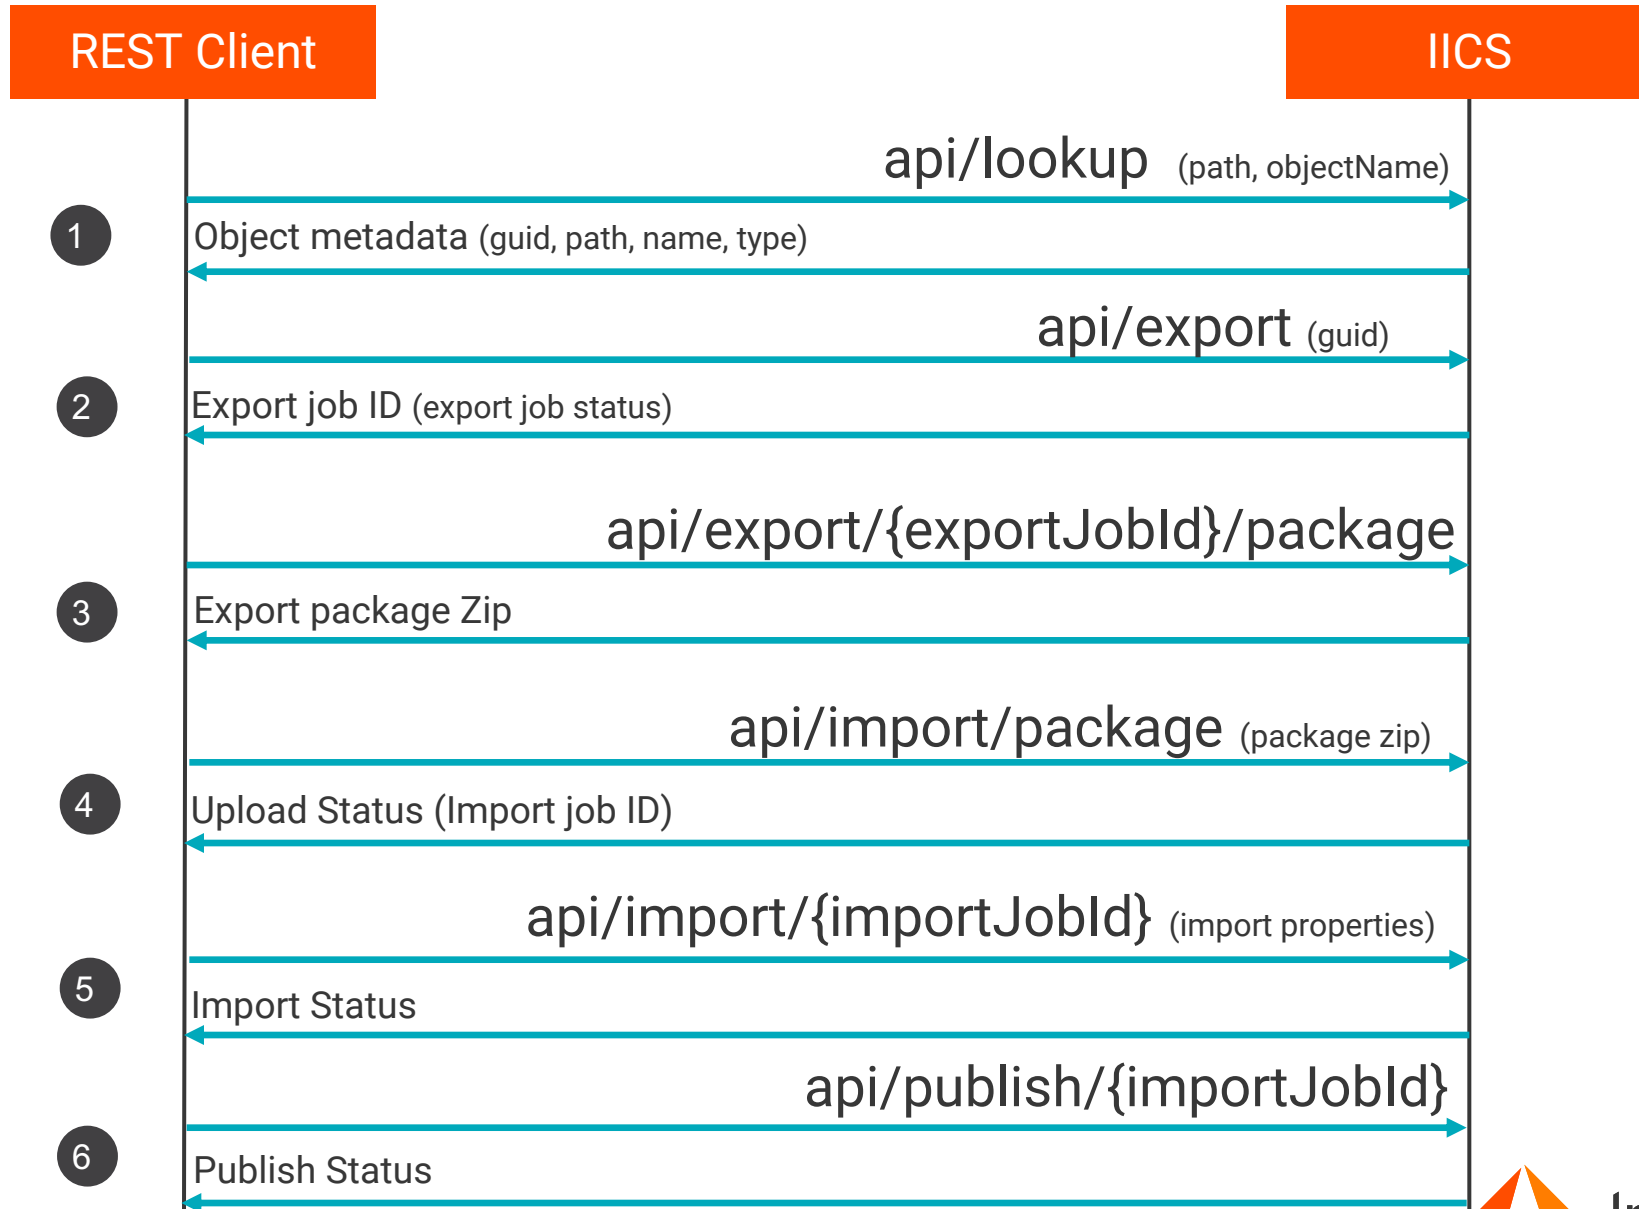 REST Client
IICS
api/lookup (path, objectName)
1
Object metadata (guid, path, name, type)
api/export (guid)
2
Export job ID (export job status)
api/export/{exportJobId}/package
3
Export package Zip
api/import/package (package zip)
4
Upload Status (Import job ID)
api/import/{importJobId} (import properties)
5
Import Status
api/publish/{importJobId}
6
Publish Status